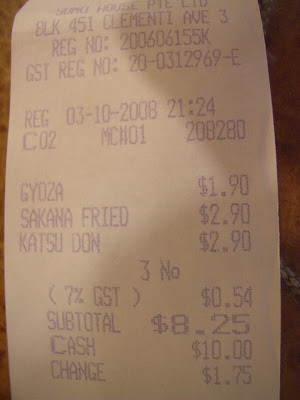 SUMO HOUSE PTE LTD
BLK 451 CLEMENTI AVE 3
REG NO: 200606155K
GST REG NO: 20-0312969-E
REG 03-10-2008 21:24
C02 MCN01 208280
GYOZA $1.90
SAKANA FRIED $2.90
KATSU DON $2.90
3 No
( 7% GST ) $0.54
SUBTOTAL $8.25
CASH $10.00
CHANGE $1.75